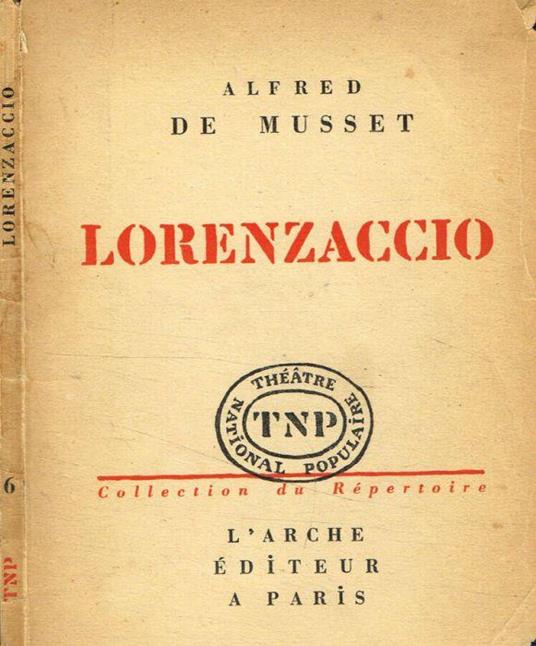 LORENZACCIO
6
TNP
ALFRED
DE MUSSET
LORENZACCIO
THÉÂTRE
NATIONAL POPULAIRE
TNP
Collection du Répertoire
L'ARCHE
ÉDITEUR
A PARIS